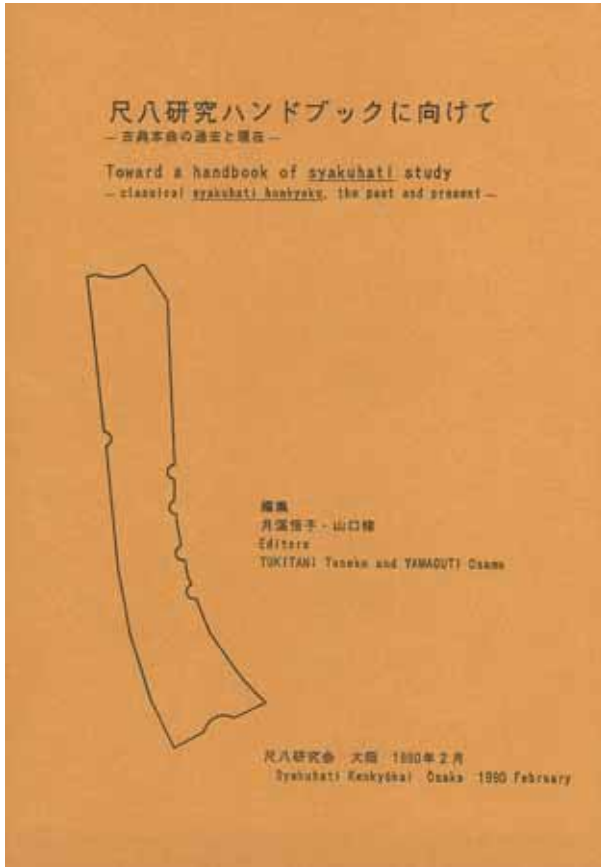 尺八研究ハンドブックに向けて
— 古典本曲の過去と現在 —
Toward a handbook of syakuhati study
— classical syakuhati honkyoku, the past and present —
編集
月溪恒子・山口修
Editors
TUKITANI Tuneko and YAMAGUTI Osamu
尺八研究会 大阪 1990年2月
Syakuhati Kenkyûkai Osaka 1990 February